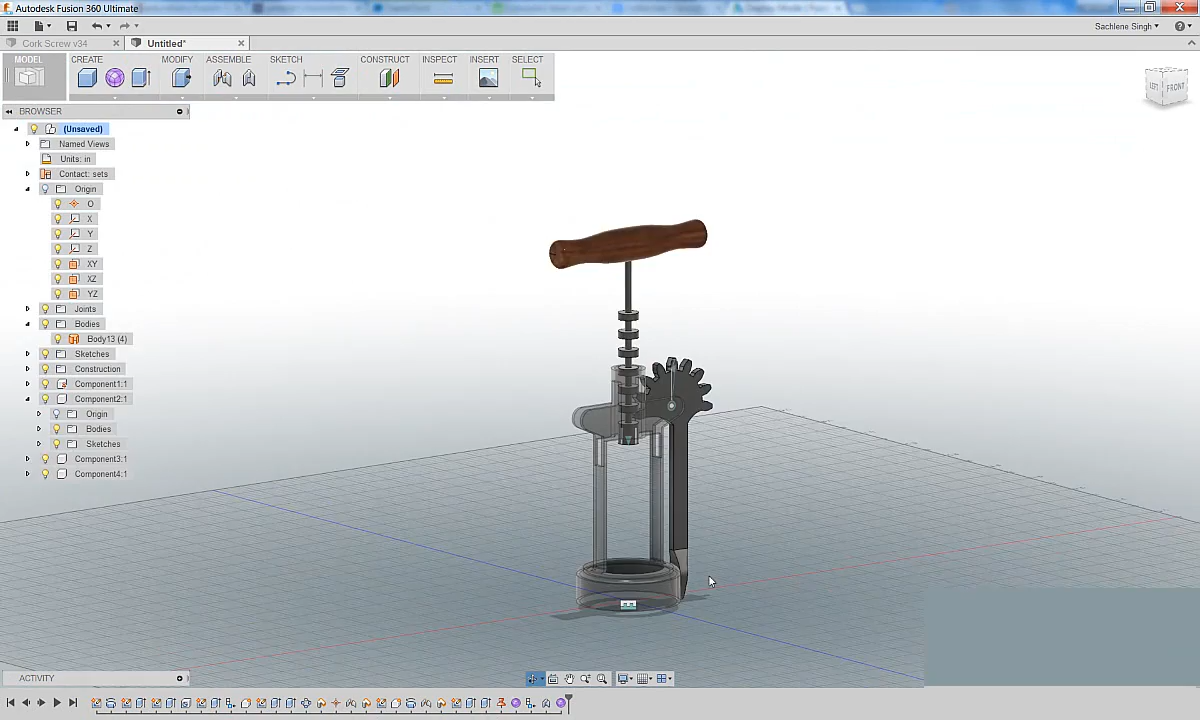 Autodesk Fusion 360 Ultimate
Sachlene Singh
Cork Screw v34
Untitled*
MODEL
CREATE
MODIFY
ASSEMBLE
SKETCH
CONSTRUCT
INSPECT
INSERT
SELECT
LEFT
FRONT
BROWSER
(Unsaved)
Named Views
Units: in
Contact: sets
Origin
O
X
Y
Z
XY
XZ
YZ
Joints
Bodies
Body13 (4)
Sketches
Construction
Component1:1
Component2:1
Origin
Bodies
Sketches
Component3:1
Component4:1
ACTIVITY